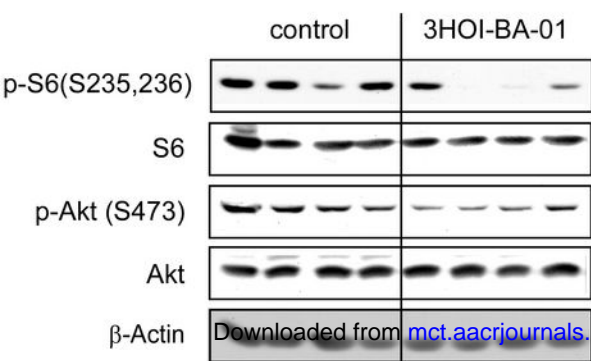 control 3HOI-BA-01
p-S6(S235,236)
S6
p-Akt (S473)
Akt
β-Actin Downloaded from mct.aacrjournals.